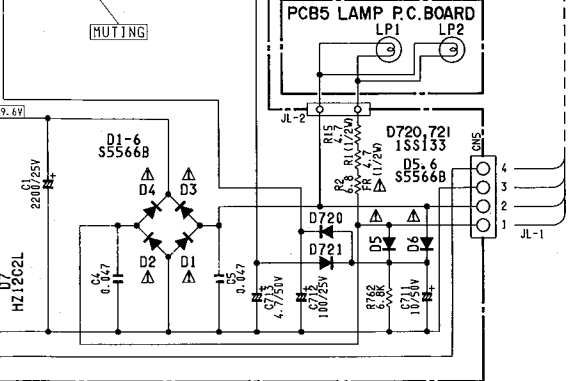 PCB5 LAMP P.C.BOARD
LP1 LP2
MUTING
9.6V
JL-2
D1-6
S5566B
D4 D3
D2 D1
C1
2200/25V
R15
4.7
(1/2W)
R1(1/2W)
4.7
R2
6.8
FR
D720,721
1SS133
D5.6
S5566B
CN5
4
3
2
1
JL-1
D720
D721
D5
D6
D7
HZ12C2L
C4
0.047
C5
0.047
4.7/50V
C712
100/25V
R762
6.8K
C711
10/50V